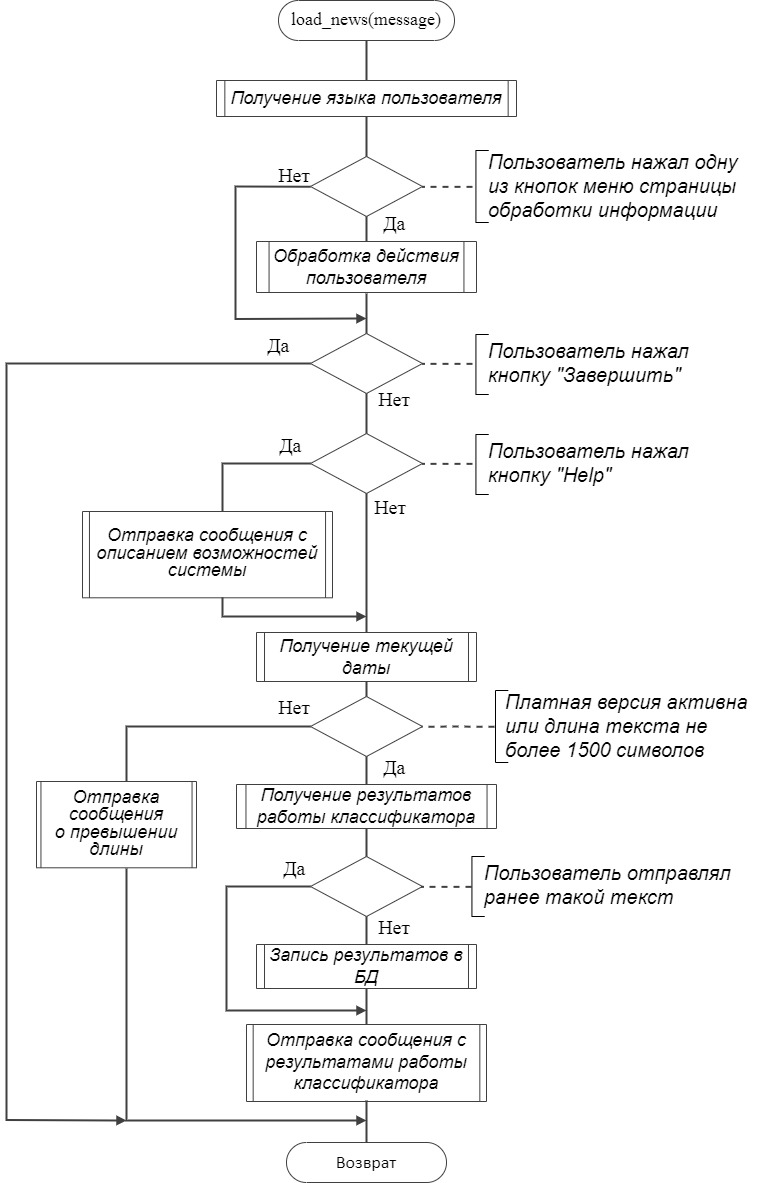 load_news(message)
Получение языка пользователя
Нет
Пользователь нажал одну
из кнопок меню страницы
обработки информации
Да
Обработка действия
пользователя
Да
Пользователь нажал
кнопку "Завершить"
Нет
Да
Пользователь нажал
кнопку "Help"
Нет
Отправка сообщения с
описанием возможностей
системы
Получение текущей
даты
Нет
Платная версия активна
или длина текста не
более 1500 символов
Да
Отправка
сообщения
о превышении
длины
Получение результатов
работы классификатора
Да
Пользователь отправлял
ранее такой текст
Нет
Запись результатов в
БД
Отправка сообщения с
результатами работы
классификатора
Возврат